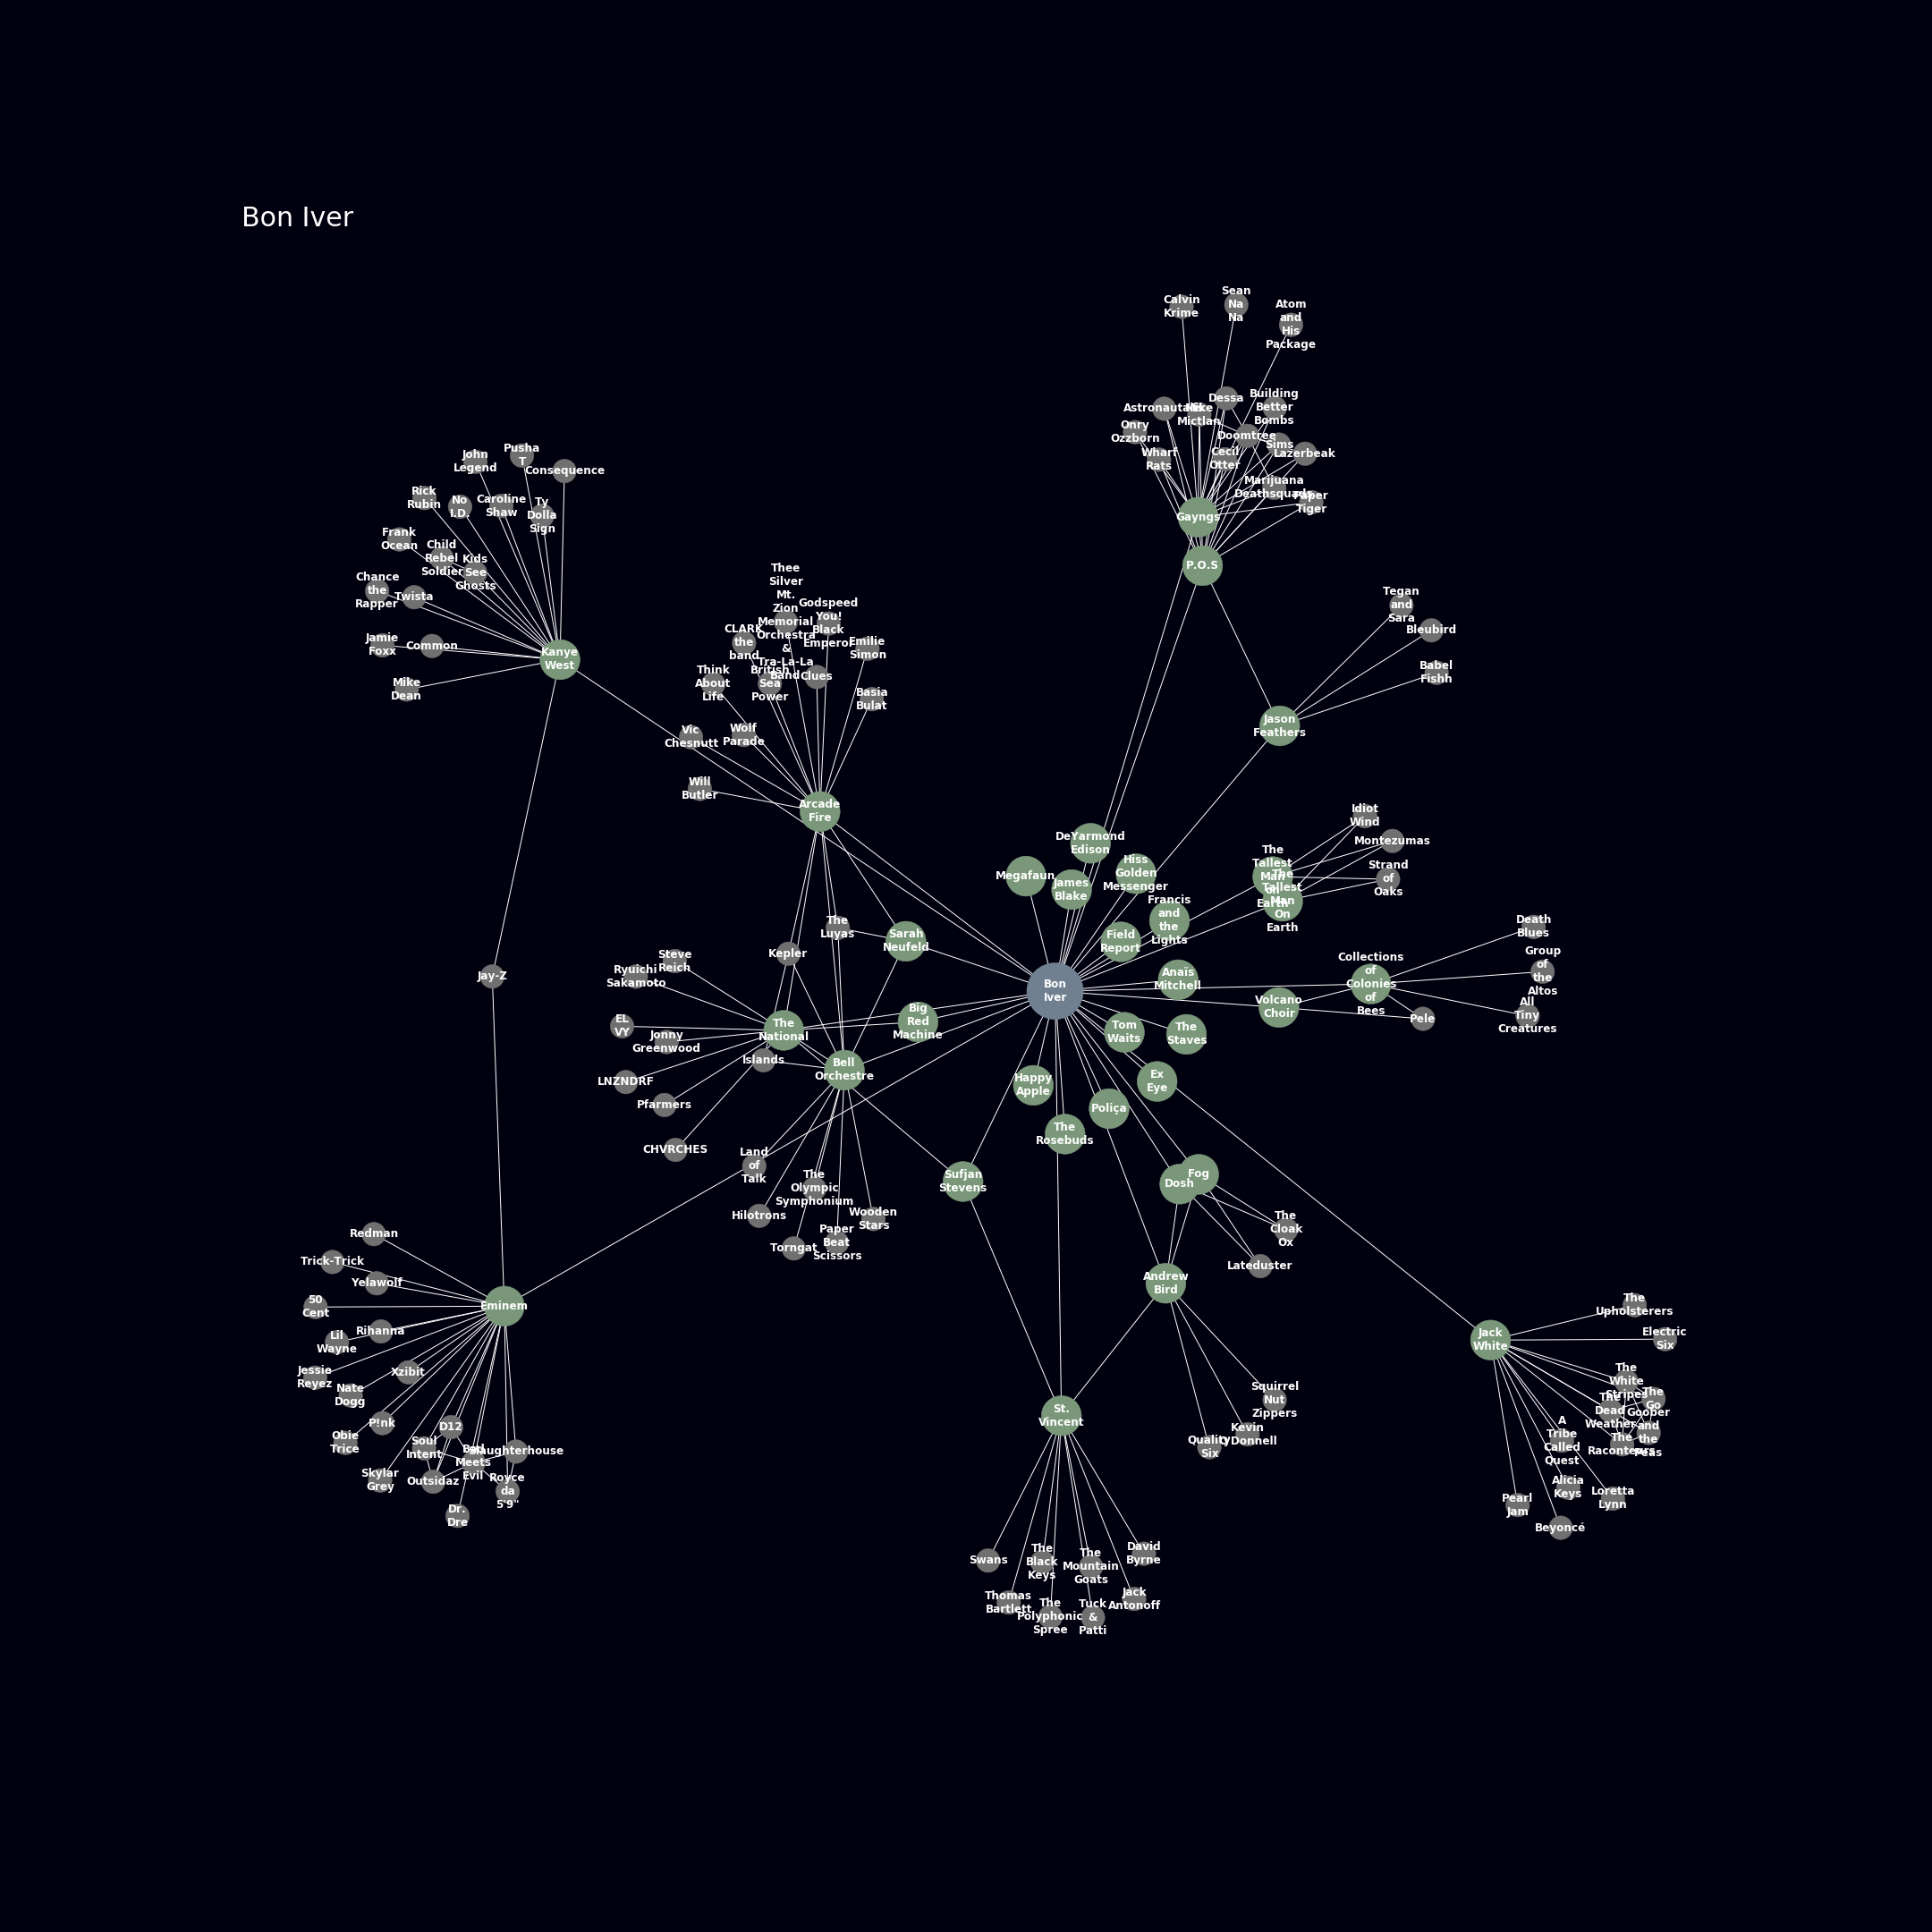 Bon Iver
Calvin
Krime
Sean
Na
Na
Atom
and
His
Package
Dessa
Building
Better
Bombs
Astronautalis
Mike
Mictlan
Onry
Ozzborn
Doomtree
Sims
Lazerbeak
Wharf
Rats
Cecil
Otter
Marijuana
Deathsquads
Paper
Tiger
Gayngs
P.O.S
John
Legend
Pusha
T
Consequence
Rick
Rubin
No
I.D.
Caroline
Shaw
Ty
Dolla
Sign
Frank
Ocean
Child
Rebel
Soldier
Kids
See
Ghosts
Chance
the
Rapper
Twista
Jamie
Foxx
Common
Kanye
West
Mike
Dean
Thee
Silver
Mt.
Zion
Memorial
Orchestra
&
Tra-La-La
Band
Godspeed
You!
Black
Emperor
CLARK
the
band
Emilie
Simon
Think
About
Life
British
Sea
Power
Clues
Basia
Bulat
Vic
Chesnutt
Wolf
Parade
Will
Butler
Arcade
Fire
Tegan
and
Sara
Bleubird
Babel
Fishh
Jason
Feathers
Idiot
Wind
Montezumas
Strand
of
Oaks
The
Tallest
Man
on
Earth
The
Tallest
Man
On
Earth
DeYarmond
Edison
Megafaun
James
Blake
Hiss
Golden
Messenger
Francis
and
the
Lights
Field
Report
The
Luyas
Sarah
Neufeld
Kepler
Steve
Reich
Ryuichi
Sakamoto
Jay-Z
Bon
Iver
Anaïs
Mitchell
Volcano
Choir
Collections
of
Colonies
of
Bees
Death
Blues
Group
of
the
Altos
All
Tiny
Creatures
Pele
EL
VY
Jonny
Greenwood
The
National
Big
Red
Machine
Islands
Bell
Orchestre
LNZNDRF
Pfarmers
CHVRCHES
Tom
Waits
The
Staves
Ex
Eye
Happy
Apple
Poliça
The
Rosebuds
Land
of
Talk
The
Olympic
Symphonium
Hilotrons
Wooden
Stars
Torngat
Paper
Beat
Scissors
Sufjan
Stevens
Fog
Dosh
The
Cloak
Ox
Lateduster
Andrew
Bird
Redman
Trick-Trick
Yelawolf
50
Cent
Eminem
Rihanna
Lil
Wayne
Jessie
Reyez
Xzibit
Nate
Dogg
P!nk
Obie
Trice
D12
Soul
Intent
Bad
Meets
Evil
Slaughterhouse
Skylar
Grey
Outsidaz
Royce
da
5'9"
Dr.
Dre
Jack
White
The
Upholsterers
Electric
Six
The
White
Stripes
The
Go
The
Dead
Weather
Goober
and
the
Peas
The
Raconteurs
A
Tribe
Called
Quest
Alicia
Keys
Loretta
Lynn
Pearl
Jam
Beyoncé
Squirrel
Nut
Zippers
Kevin
O'Donnell
Quality
Six
St.
Vincent
Swans
The
Black
Keys
The
Mountain
Goats
David
Byrne
Thomas
Bartlett
The
Polyphonic
Spree
Tuck
&
Patti
Jack
Antonoff